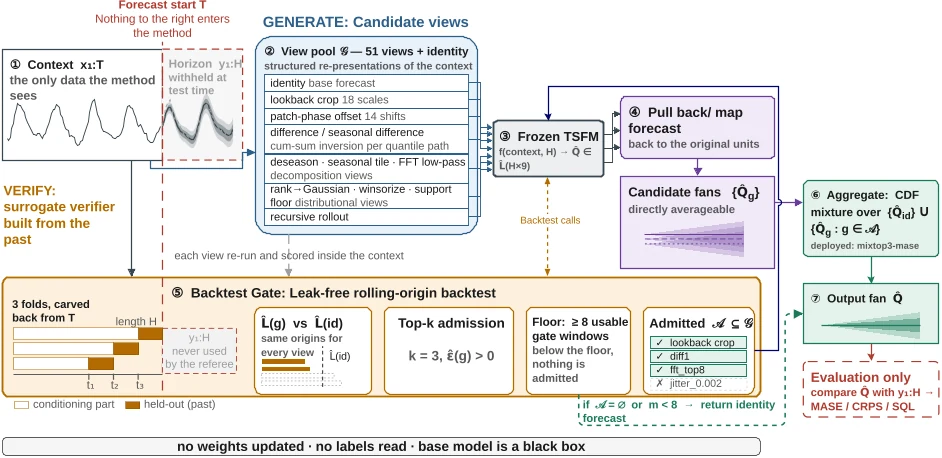 Forecast start T
Nothing to the right enters
the method
GENERATE: Candidate views
① Context x₁:T
the only data the method
sees
Horizon y₁:H
withheld at
test time
② View pool 𝒢 — 51 views + identity
structured re-presentations of the context
identity base forecast
lookback crop 18 scales
patch-phase offset 14 shifts
difference / seasonal difference
cum-sum inversion per quantile path
deseason · seasonal tile · FFT low-pass
decomposition views
rank→Gaussian · winsorize · support
floor distributional views
recursive rollout
③ Frozen TSFM
f(context, H) → Q̂ ∈
ℝ(H×9)
④ Pull back/ map
forecast
back to the original units
Candidate fans {Q̂g}
directly averageable
⑥ Aggregate: CDF
mixture over {Q̂id} ∪
{Q̂g : g ∈ 𝒜}
deployed: mixtop3-mase
⑦ Output fan Q̂
Evaluation only
compare Q̂ with y₁:H →
MASE / CRPS / SQL
VERIFY:
surrogate verifier
built from the
past
Backtest calls
each view re-run and scored inside the context
⑤ Backtest Gate: Leak-free rolling-origin backtest
3 folds, carved
back from T
length H
t₁ t₂ t₃
y₁:H
never used
by the referee
L̂(g) vs L̂(id)
same origins for
every view
L̂(id)
Top-k admission
k = 3, ε̂(g) > 0
Floor: ≥ 8 usable
gate windows
below the floor,
nothing is
admitted
Admitted 𝒜 ⊆ 𝒢
✓ lookback crop
✓ diff1
✓ fft_top8
✗ jitter_0.002
conditioning part
held-out (past)
if 𝒜 = ∅ or m < 8 → return identity
forecast
no weights updated · no labels read · base model is a black box